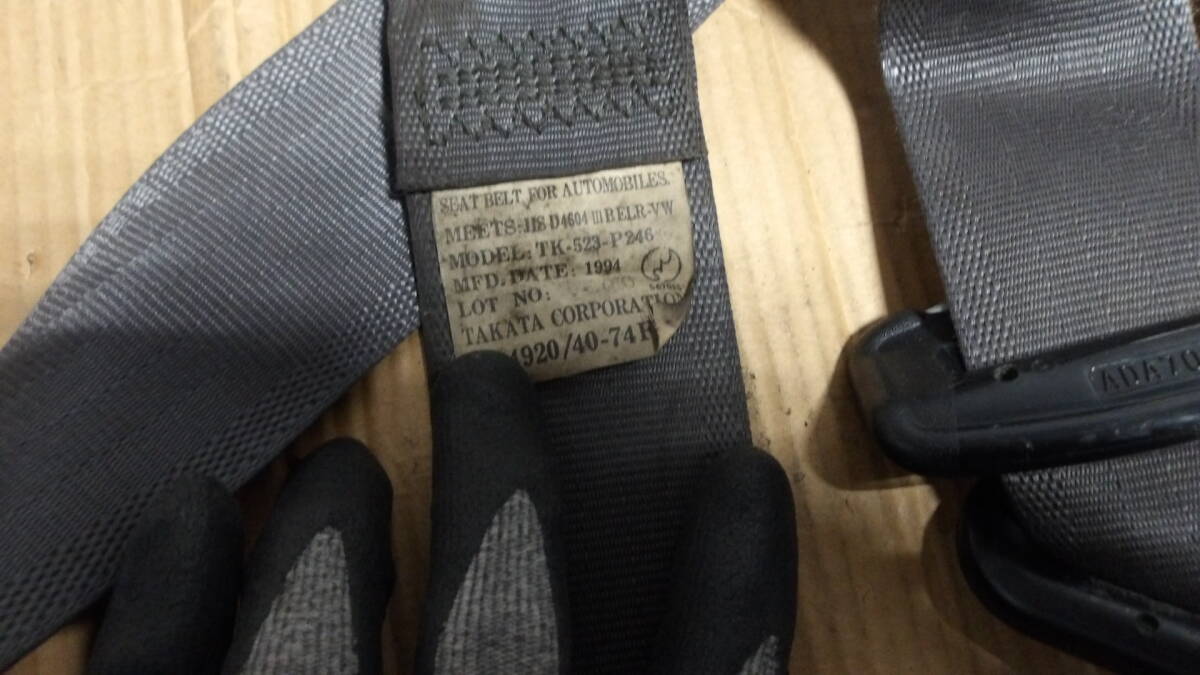 SEAT BELT FOR AUTOMOBILES.
MEETS: JIS D4604 III BELR-VW
MODEL: TK-523-P246
MFD. DATE: 1994
LOT NO:
TAKATA CORPORATION
4920/40-74